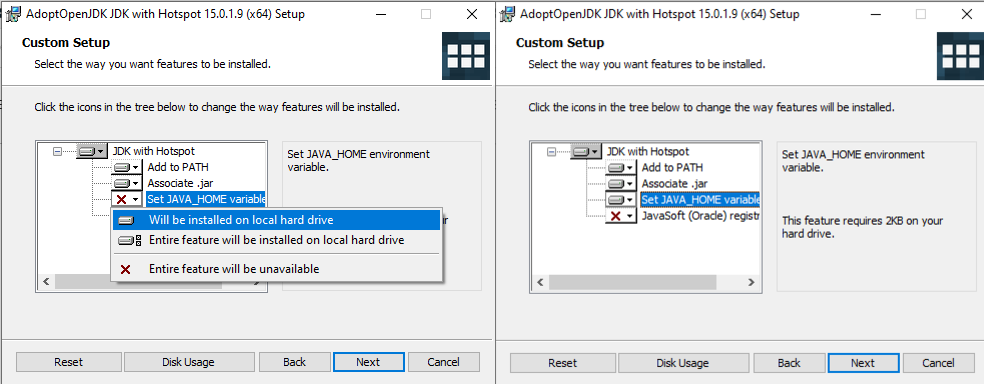 AdoptOpenJDK JDK with Hotspot 15.0.1.9 (x64) Setup
Custom Setup
Select the way you want features to be installed.
Click the icons in the tree below to change the way features will be installed.
JDK with Hotspot
Add to PATH
Associate .jar
Set JAVA_HOME variable
Will be installed on local hard drive
Entire feature will be installed on local hard drive
Entire feature will be unavailable
Set JAVA_HOME environment
variable.
Reset
Disk Usage
Back
Next
Cancel
AdoptOpenJDK JDK with Hotspot 15.0.1.9 (x64) Setup
Custom Setup
Select the way you want features to be installed.
Click the icons in the tree below to change the way features will be installed.
JDK with Hotspot
Add to PATH
Associate .jar
Set JAVA_HOME variable
JavaSoft (Oracle) registr
Set JAVA_HOME environment
variable.
This feature requires 2KB on your
hard drive.
Reset
Disk Usage
Back
Next
Cancel